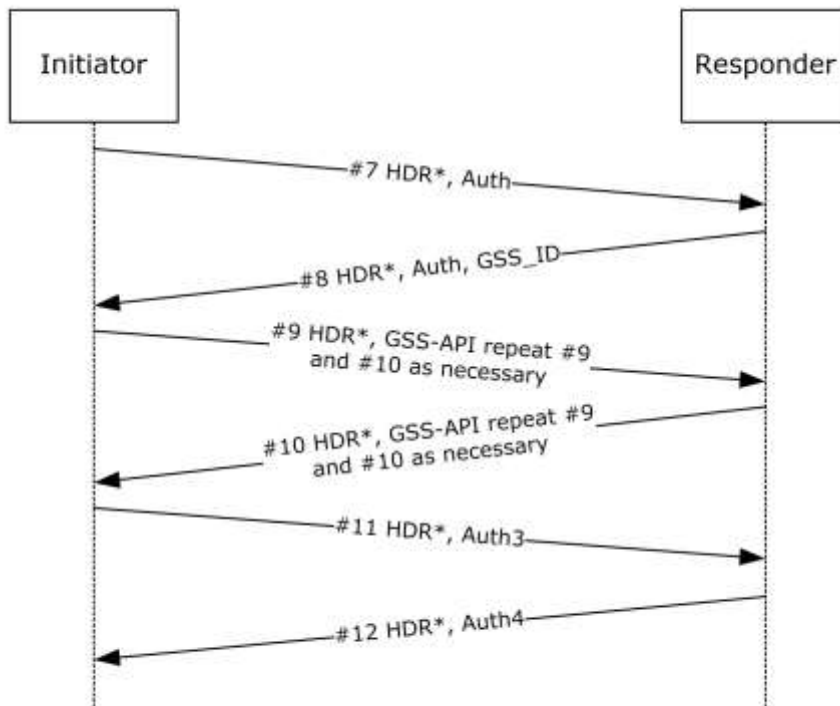 Initiator
Responder
#7 HDR*, Auth
#8 HDR*, Auth, GSS_ID
#9 HDR*, GSS-API repeat #9
and #10 as necessary
#10 HDR*, GSS-API repeat #9
and #10 as necessary
#11 HDR*, Auth3
#12 HDR*, Auth4